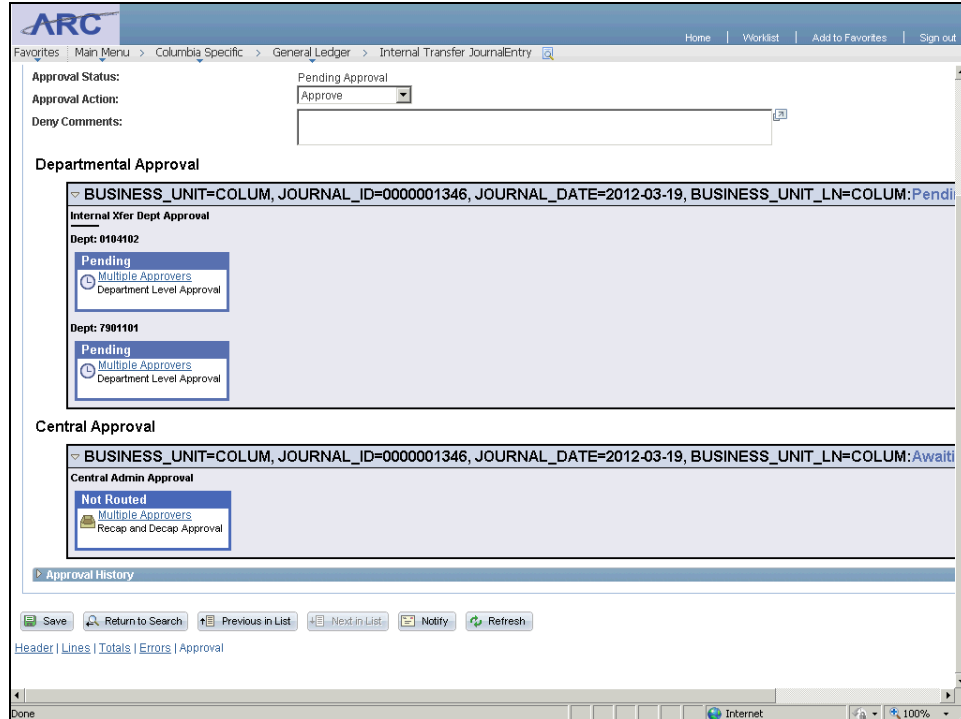 ARC
Home | Worklist | Add to Favorites | Sign out
Favorites Main Menu > Columbia Specific > General Ledger > Internal Transfer JournalEntry
Approval Status: Pending Approval
Approval Action: Approve
Deny Comments:
Departmental Approval
BUSINESS_UNIT=COLUM, JOURNAL_ID=0000001346, JOURNAL_DATE=2012-03-19, BUSINESS_UNIT_LN=COLUM:Pendi
Internal Xfer Dept Approval
Dept: 0104102
Pending
Multiple Approvers
Department Level Approval
Dept: 7901101
Pending
Multiple Approvers
Department Level Approval
Central Approval
BUSINESS_UNIT=COLUM, JOURNAL_ID=0000001346, JOURNAL_DATE=2012-03-19, BUSINESS_UNIT_LN=COLUM:Awaiti
Central Admin Approval
Not Routed
Multiple Approvers
Recap and Decap Approval
Approval History
Save Return to Search Previous in List Next in List Notify Refresh
Header | Lines | Totals | Errors | Approval
Done Internet 100%